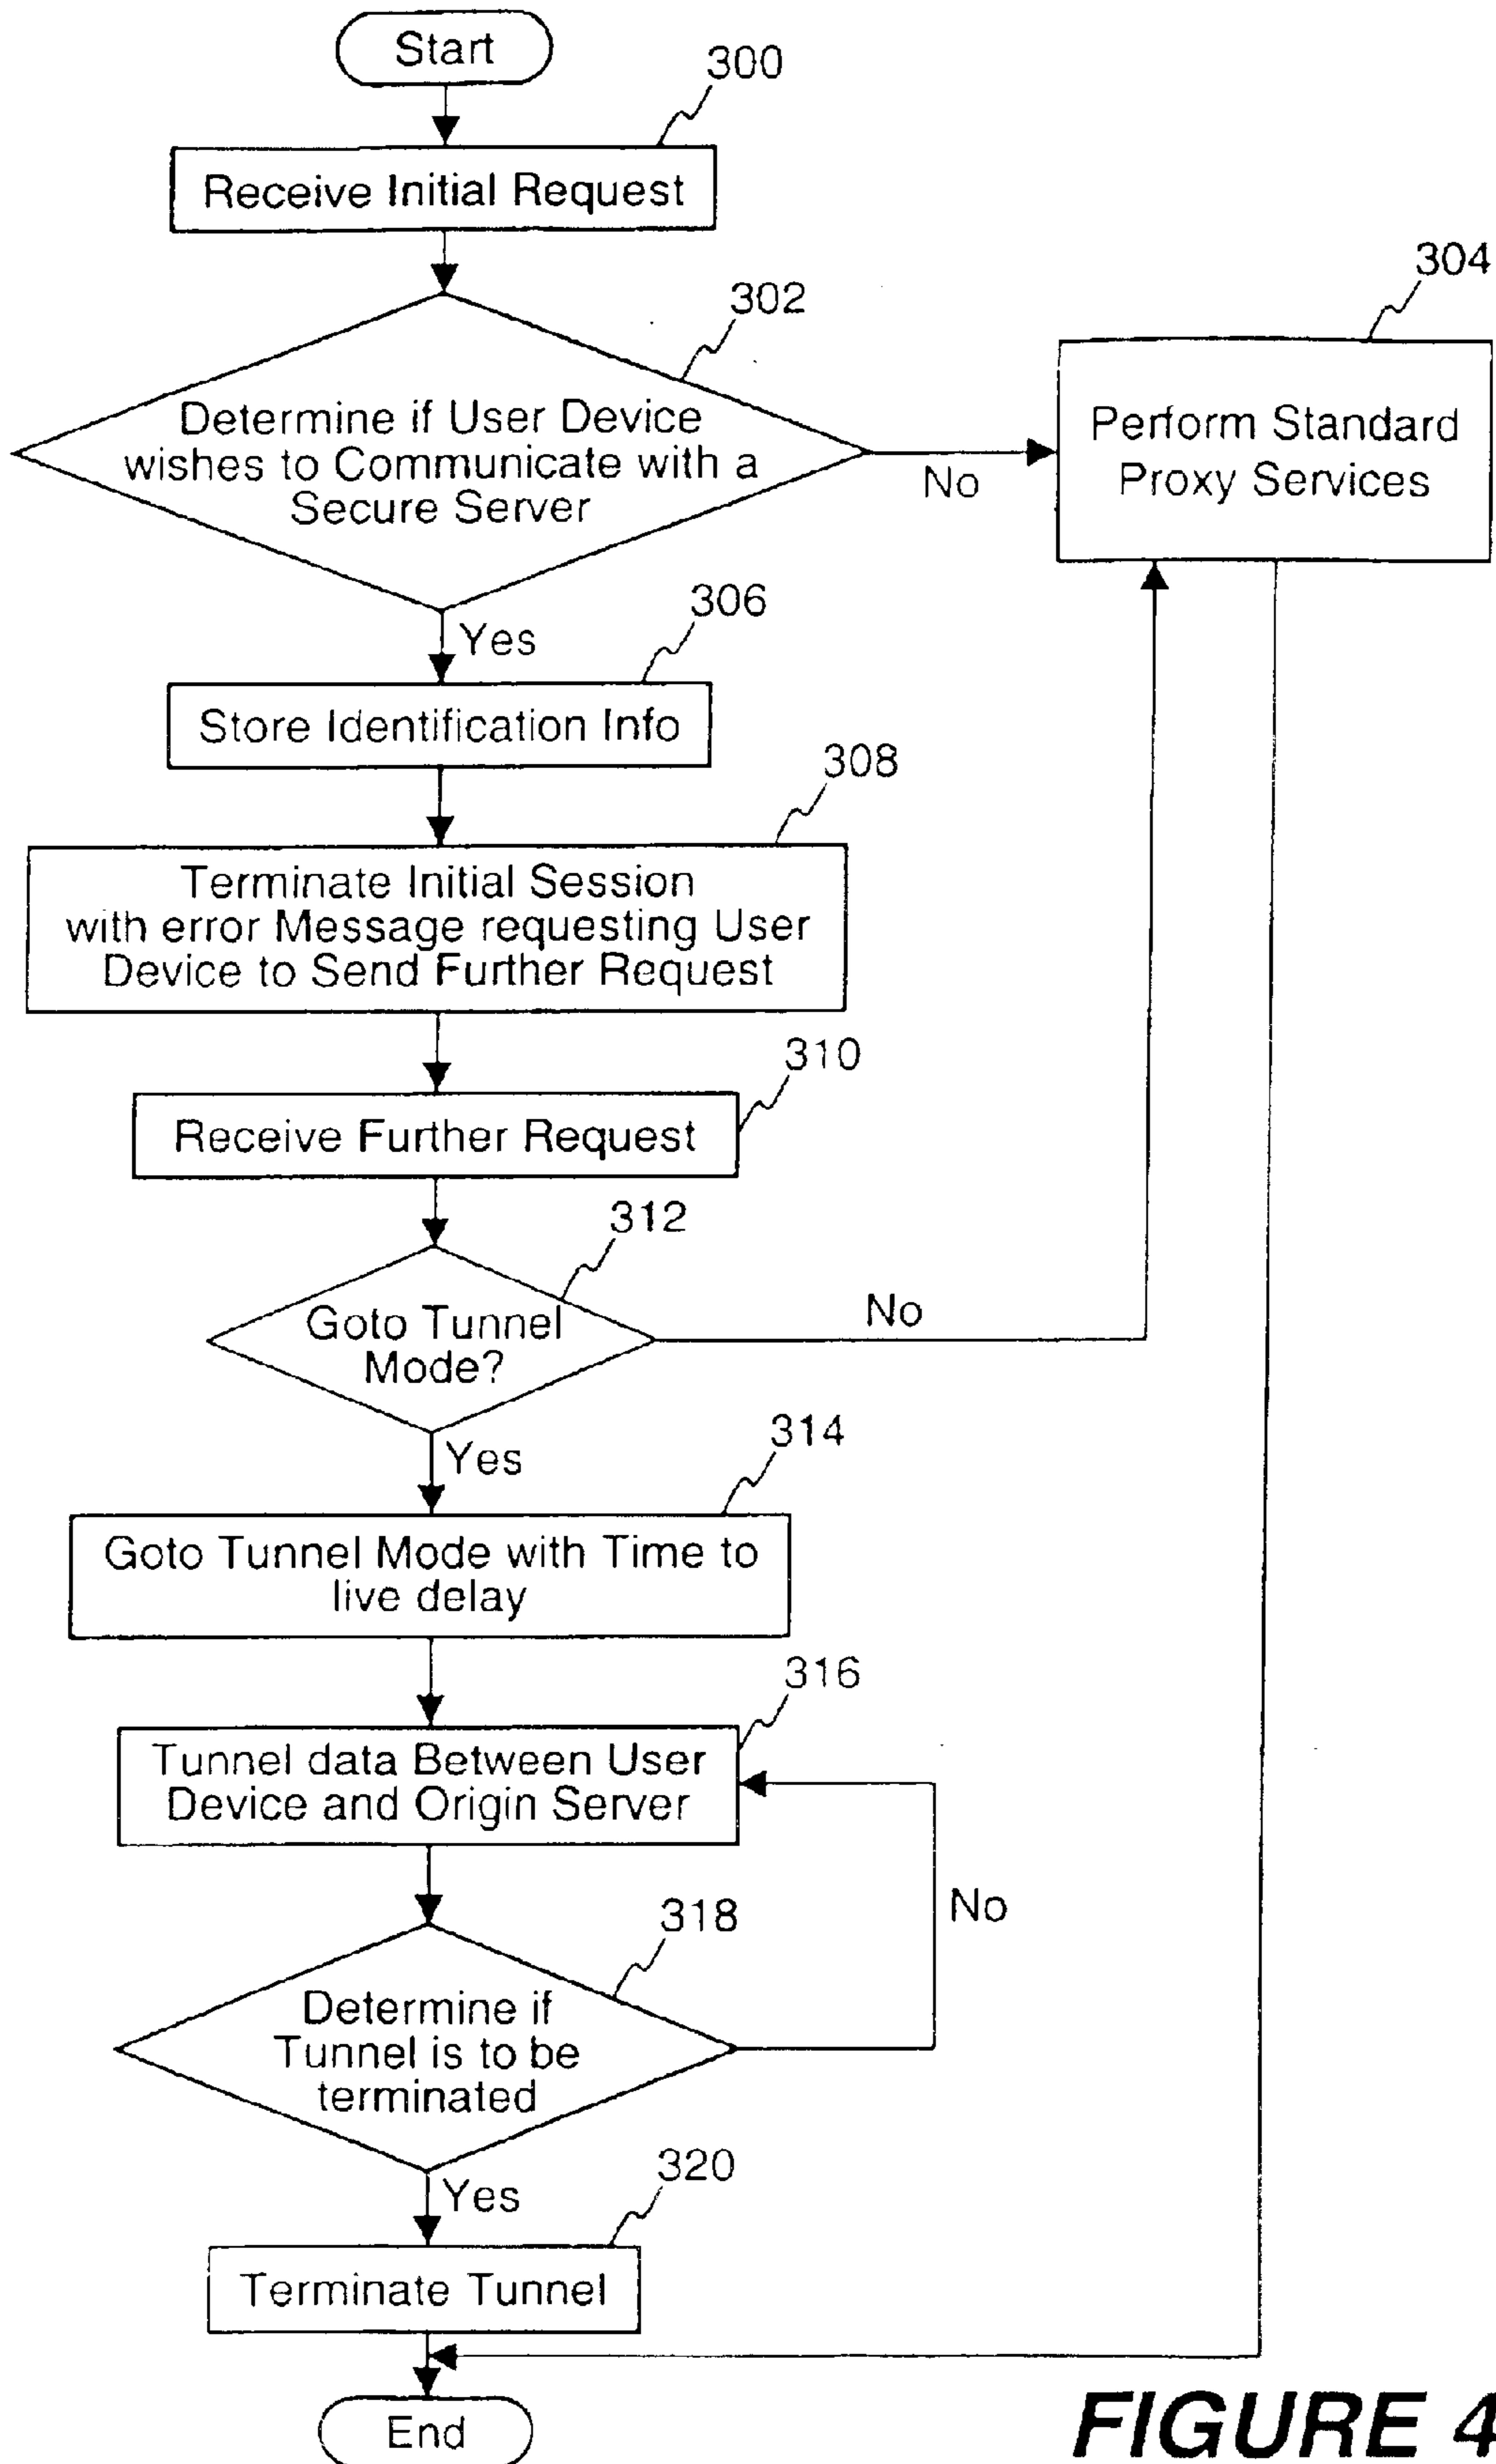 Start
300
Receive Initial Request
302
304
Determine if User Device
wishes to Communicate with a
Secure Server
No
Perform Standard
Proxy Services
306
Yes
Store Identification Info
308
Terminate Initial Session
with error Message requesting User
Device to Send Further Request
310
Receive Further Request
312
Goto Tunnel
Mode?
No
314
Yes
Goto Tunnel Mode with Time to
live delay
316
Tunnel data Between User
Device and Origin Server
No
318
Determine if
Tunnel is to be
terminated
320
Yes
Terminate Tunnel
End
FIGURE 4